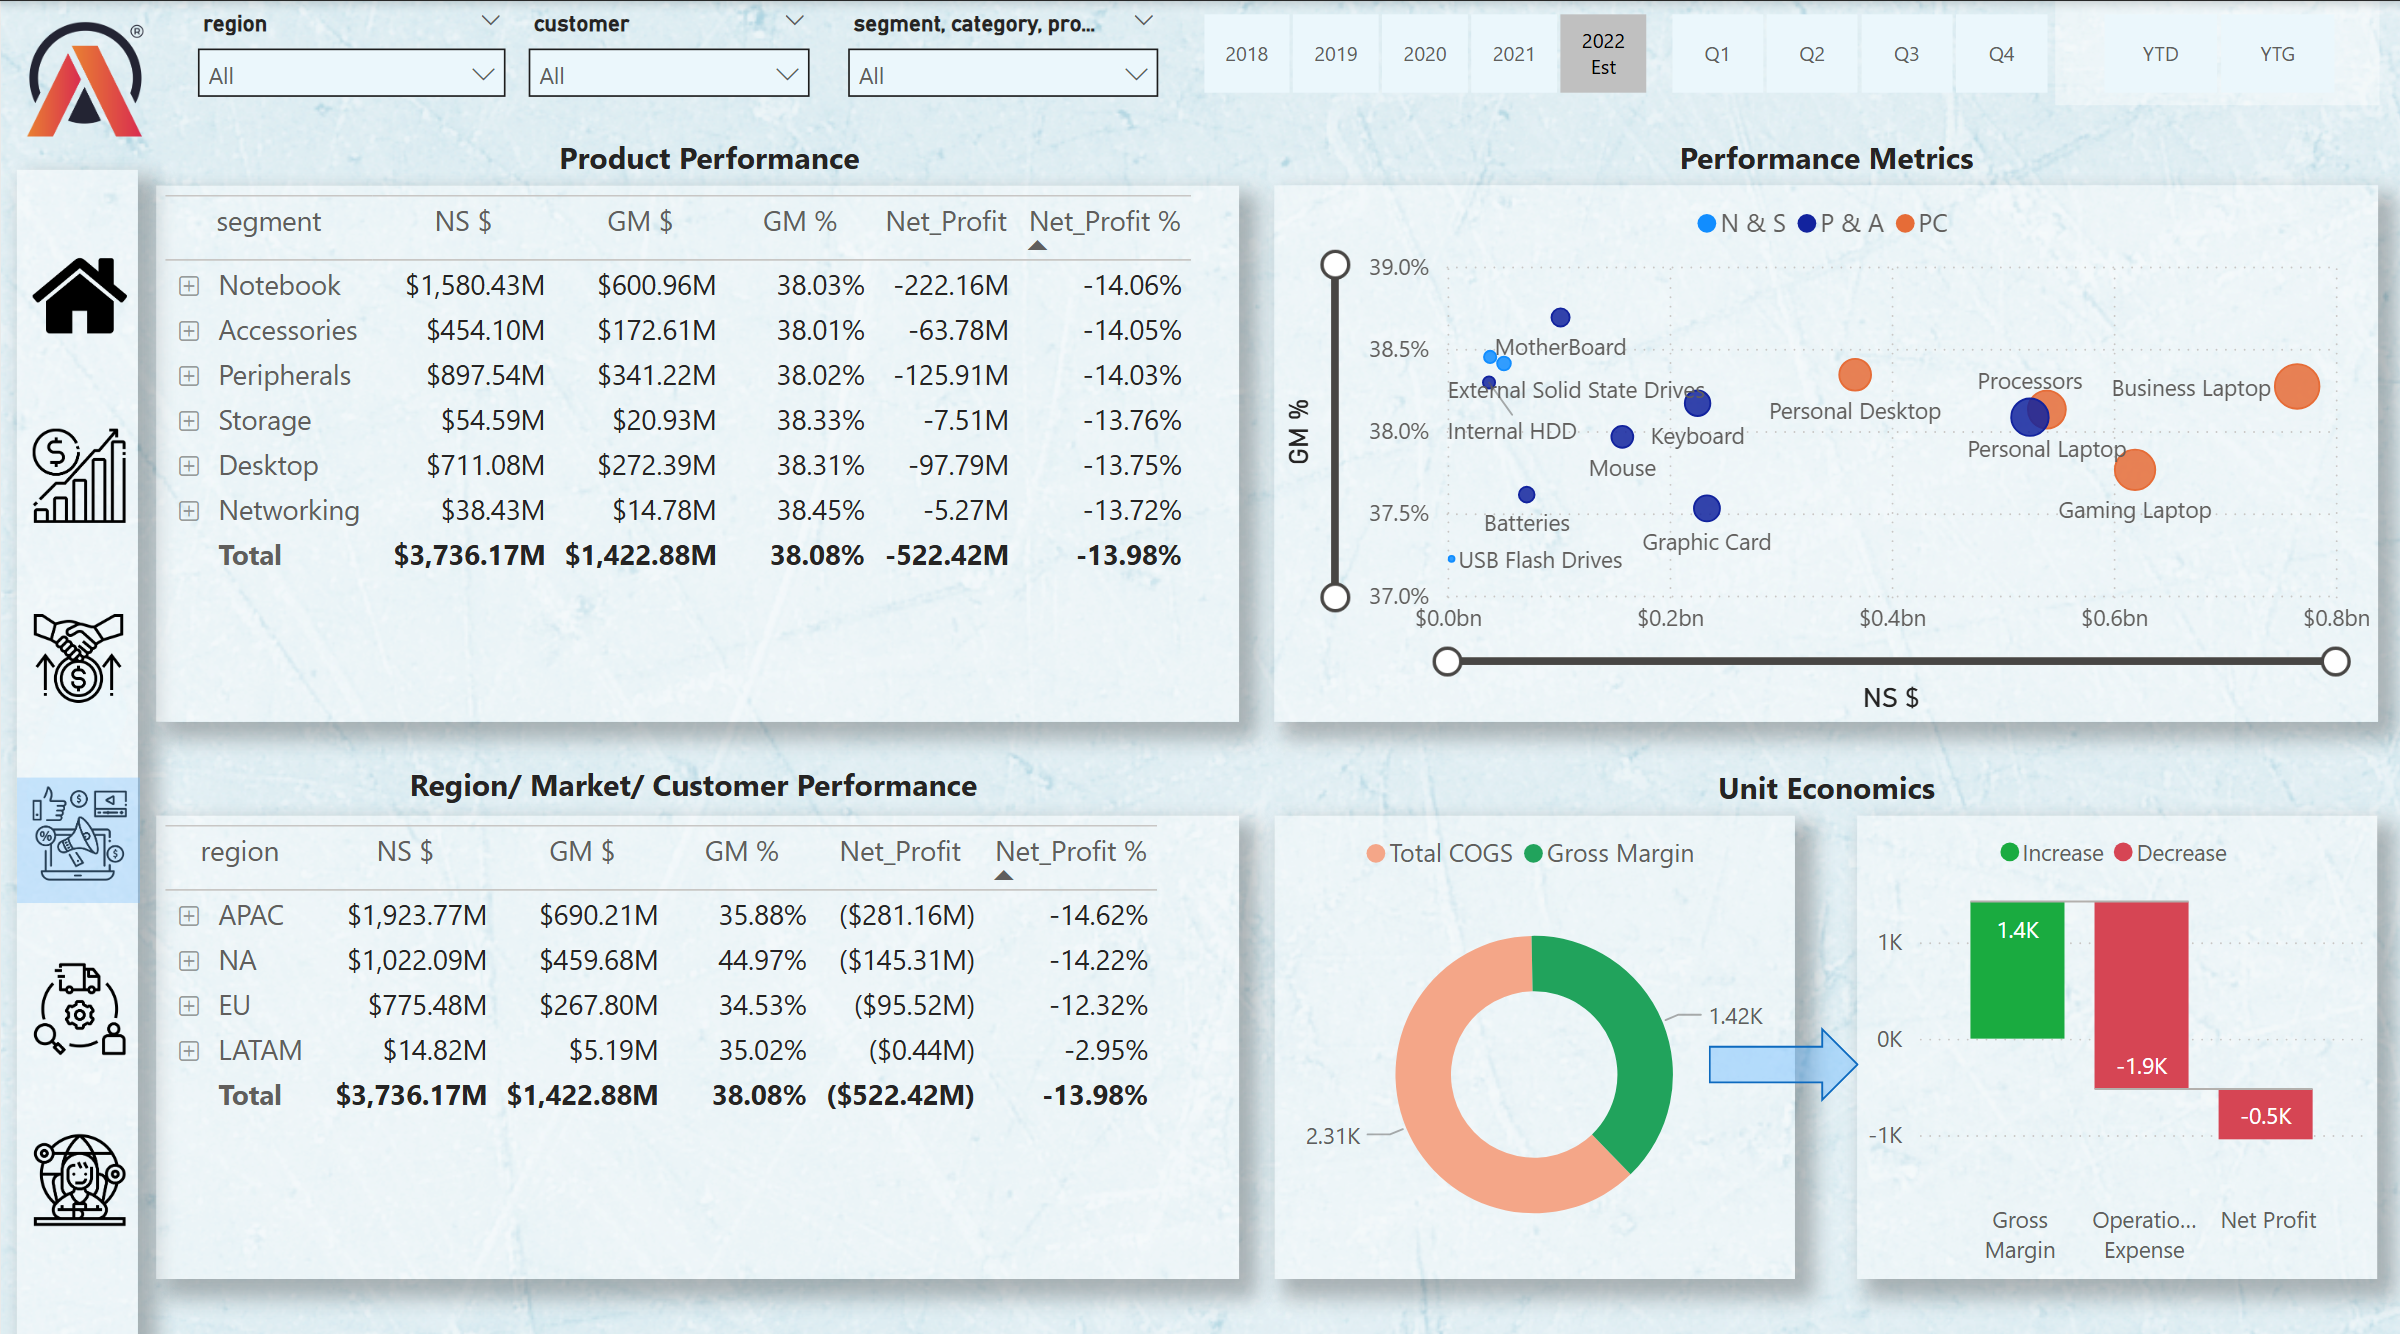 ®
region
customer
segment, category, pro...
All
All
All
2018
2019
2020
2021
2022
Est
Q1
Q2
Q3
Q4
YTD
YTG
Product Performance
segment NS $ GM $ GM % Net_Profit Net_Profit %
Notebook $1,580.43M $600.96M 38.03% -222.16M -14.06%
Accessories $454.10M $172.61M 38.01% -63.78M -14.05%
Peripherals $897.54M $341.22M 38.02% -125.91M -14.03%
Storage $54.59M $20.93M 38.33% -7.51M -13.76%
Desktop $711.08M $272.39M 38.31% -97.79M -13.75%
Networking $38.43M $14.78M 38.45% -5.27M -13.72%
Total $3,736.17M $1,422.88M 38.08% -522.42M -13.98%
Performance Metrics
N & S P & A PC
GM %
39.0%
38.5%
38.0%
37.5%
37.0%
MotherBoard
External Solid State Drives
Internal HDD
Keyboard
Mouse
Batteries
Graphic Card
USB Flash Drives
Personal Desktop
Processors
Business Laptop
Personal Laptop
Gaming Laptop
$0.0bn $0.2bn $0.4bn $0.6bn $0.8bn
NS $
Region/ Market/ Customer Performance
region NS $ GM $ GM % Net_Profit Net_Profit %
APAC $1,923.77M $690.21M 35.88% ($281.16M) -14.62%
NA $1,022.09M $459.68M 44.97% ($145.31M) -14.22%
EU $775.48M $267.80M 34.53% ($95.52M) -12.32%
LATAM $14.82M $5.19M 35.02% ($0.44M) -2.95%
Total $3,736.17M $1,422.88M 38.08% ($522.42M) -13.98%
Unit Economics
Total COGS Gross Margin
1.42K
2.31K
Increase Decrease
1K
0K
-1K
1.4K
-1.9K
-0.5K
Gross
Margin
Operatio...
Expense
Net Profit